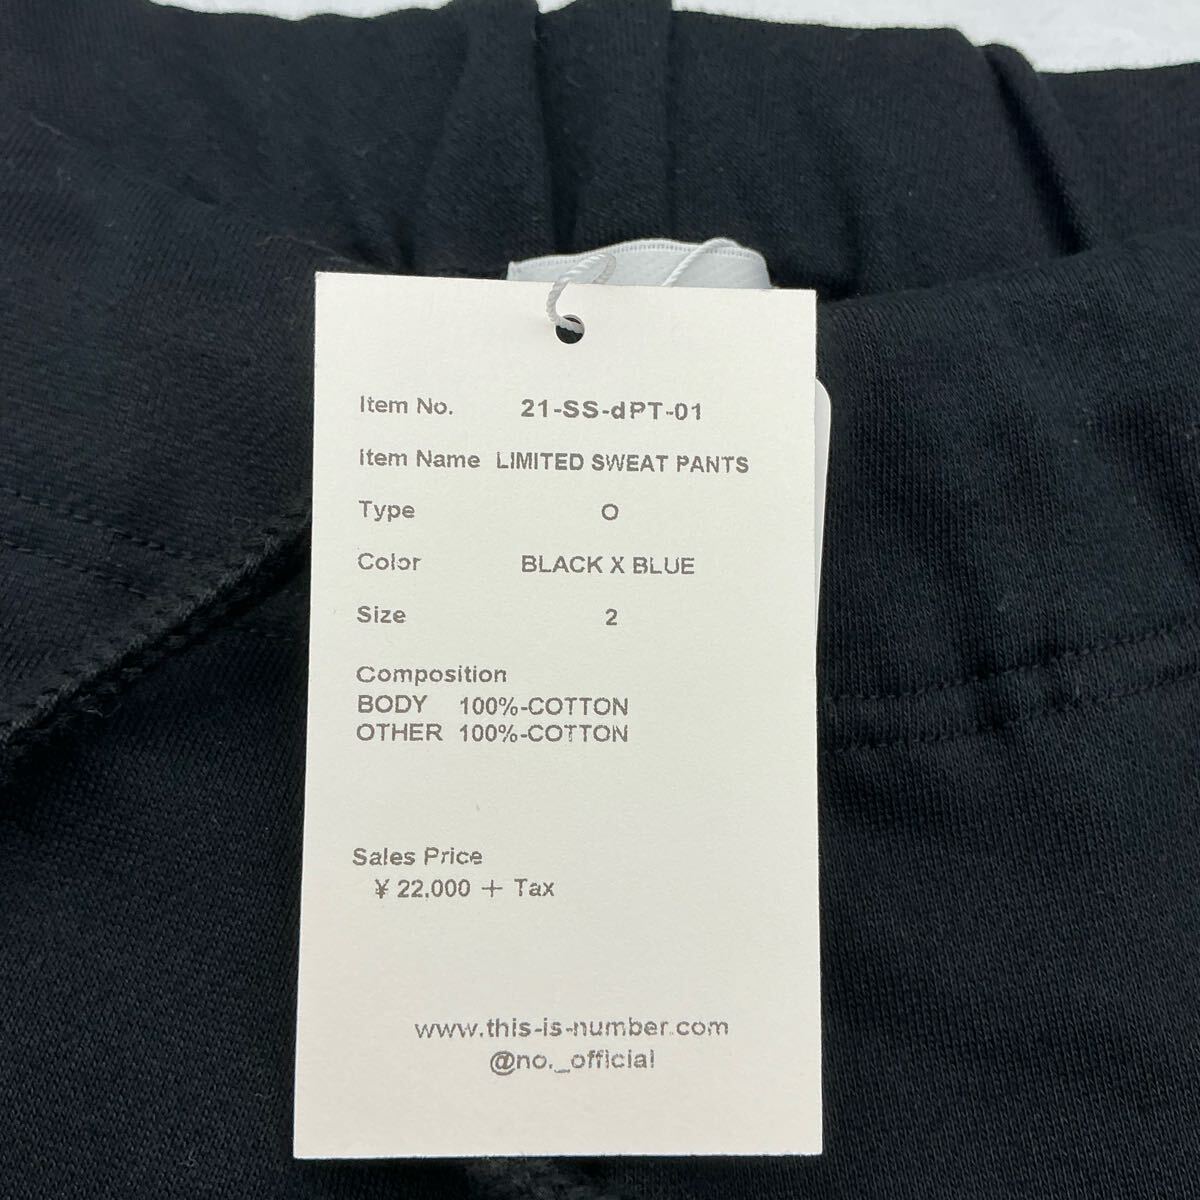 Item No. 21-SS-dPT-01
Item Name LIMITED SWEAT PANTS
Type O
Color BLACK X BLUE
Size 2
Composition
BODY 100%-COTTON
OTHER 100%-COTTON
Sales Price
¥ 22,000 + Tax
www.this-is-number.com
@no._official